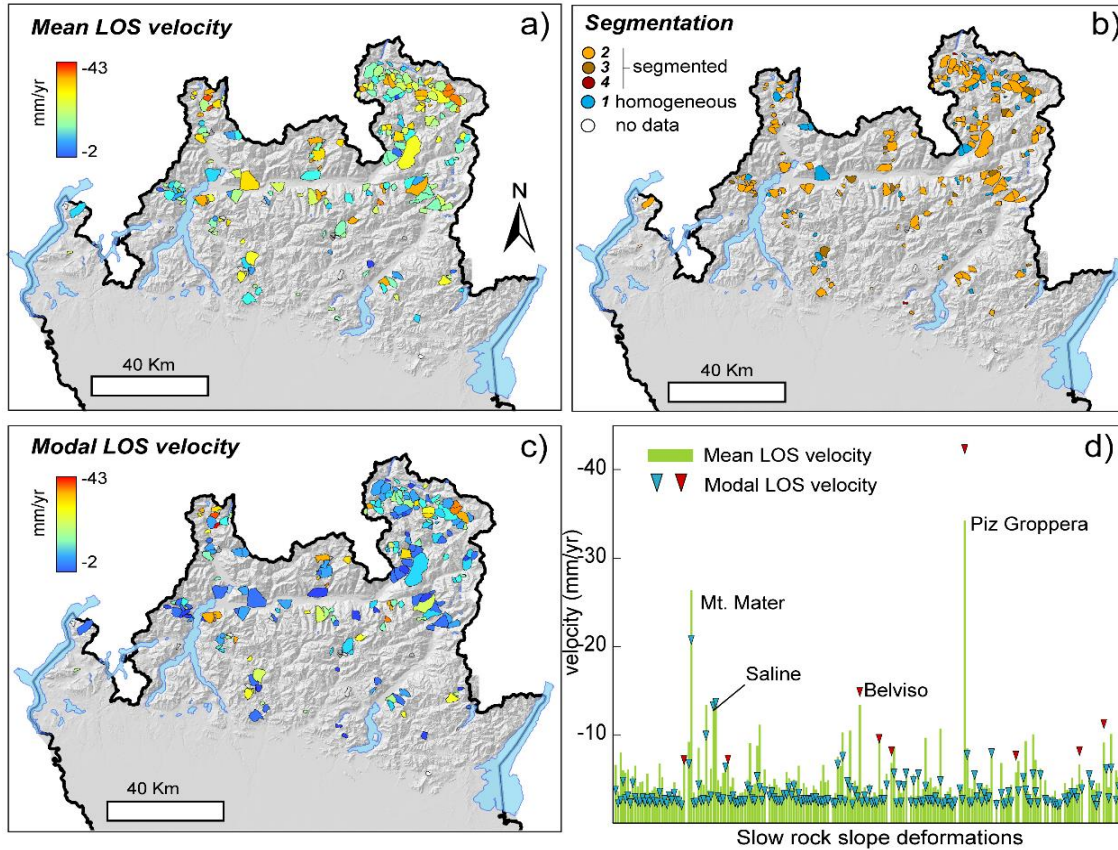 Mean LOS velocity
a)
-43
mm/yr
-2
N
40 Km
Segmentation
b)
2
3 segmented
4
1 homogeneous
no data
40 Km
Modal LOS velocity
c)
-43
mm/yr
-2
40 Km
d)
Mean LOS velocity
Modal LOS velocity
-40
-30
-20
-10
velocity (mm/yr)
Piz Groppera
Mt. Mater
Saline
Belviso
Slow rock slope deformations